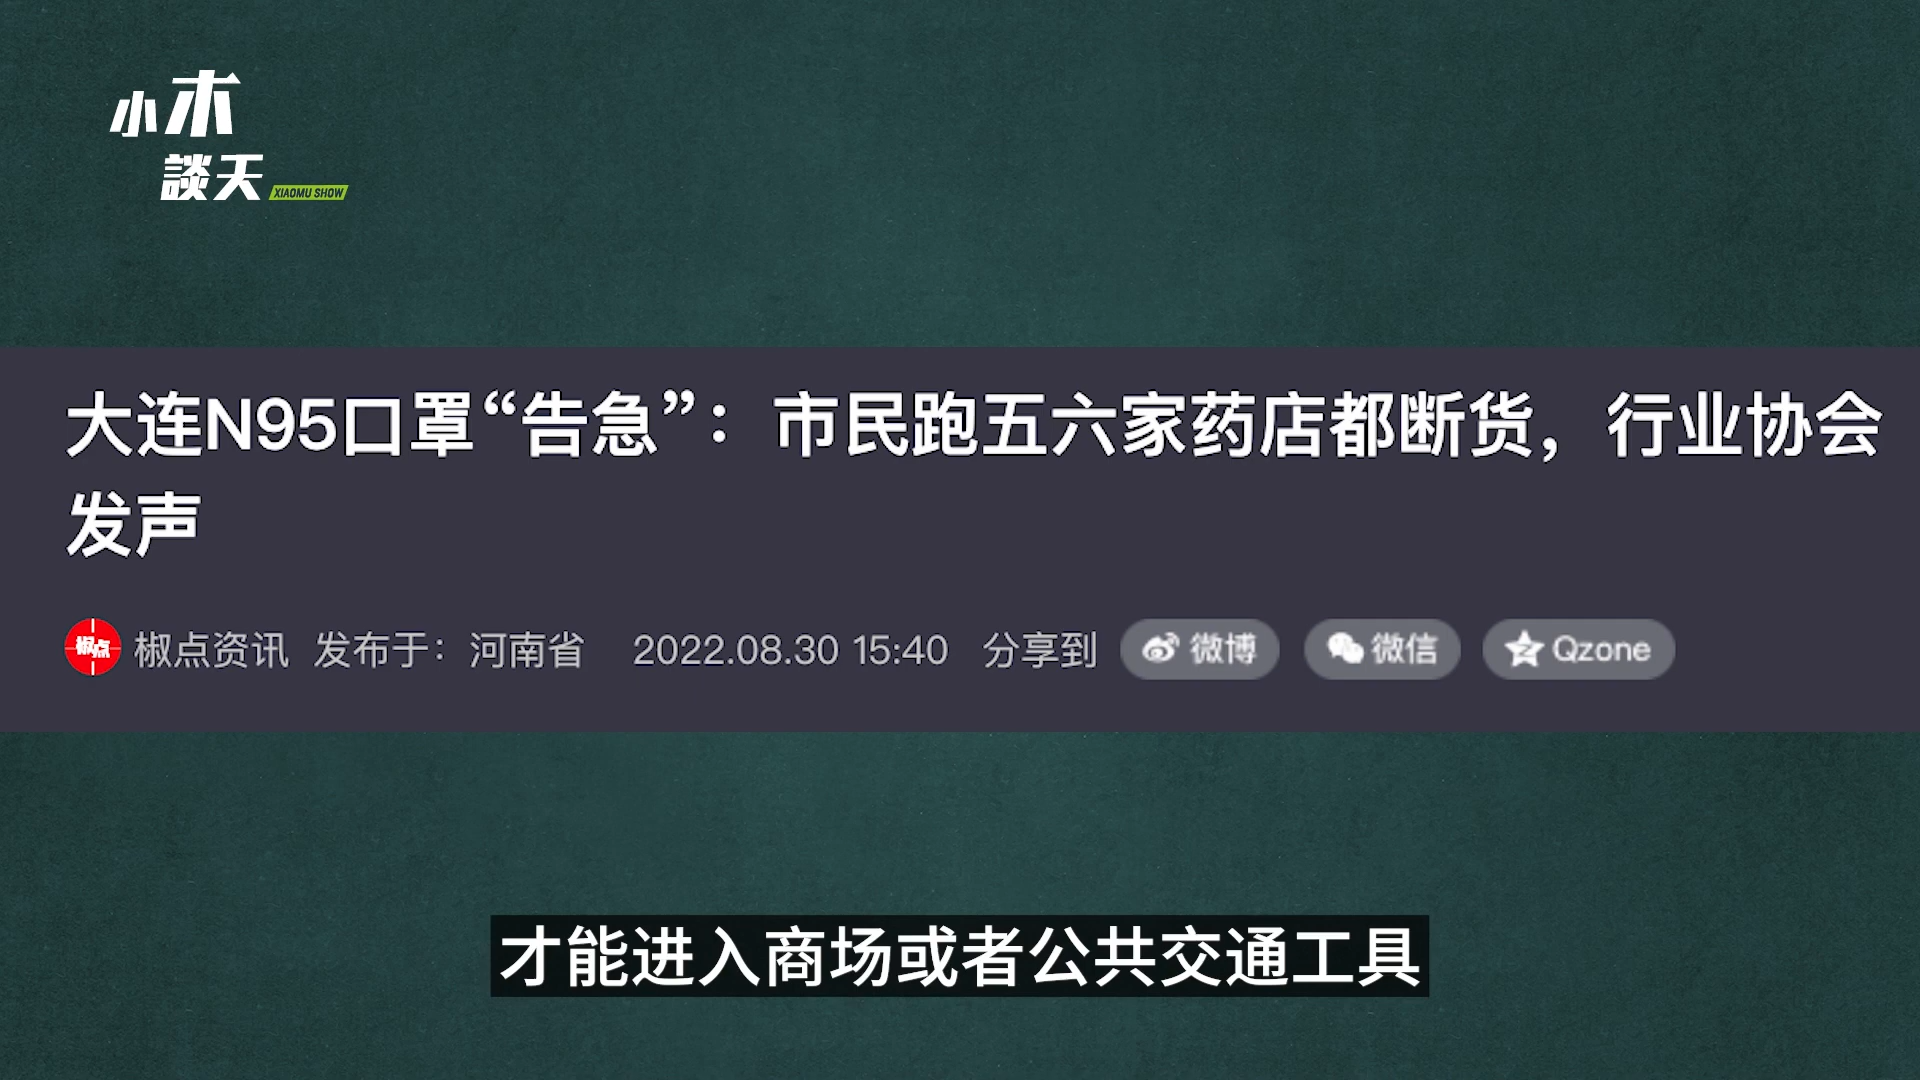 小木
談天 XIAOMU SHOW
大连N95口罩“告急”：市民跑五六家药店都断货，行业协会
发声
椒点 椒点资讯 发布于：河南省 2022.08.30 15:40 分享到 微博 微信 Qzone
才能进入商场或者公共交通工具